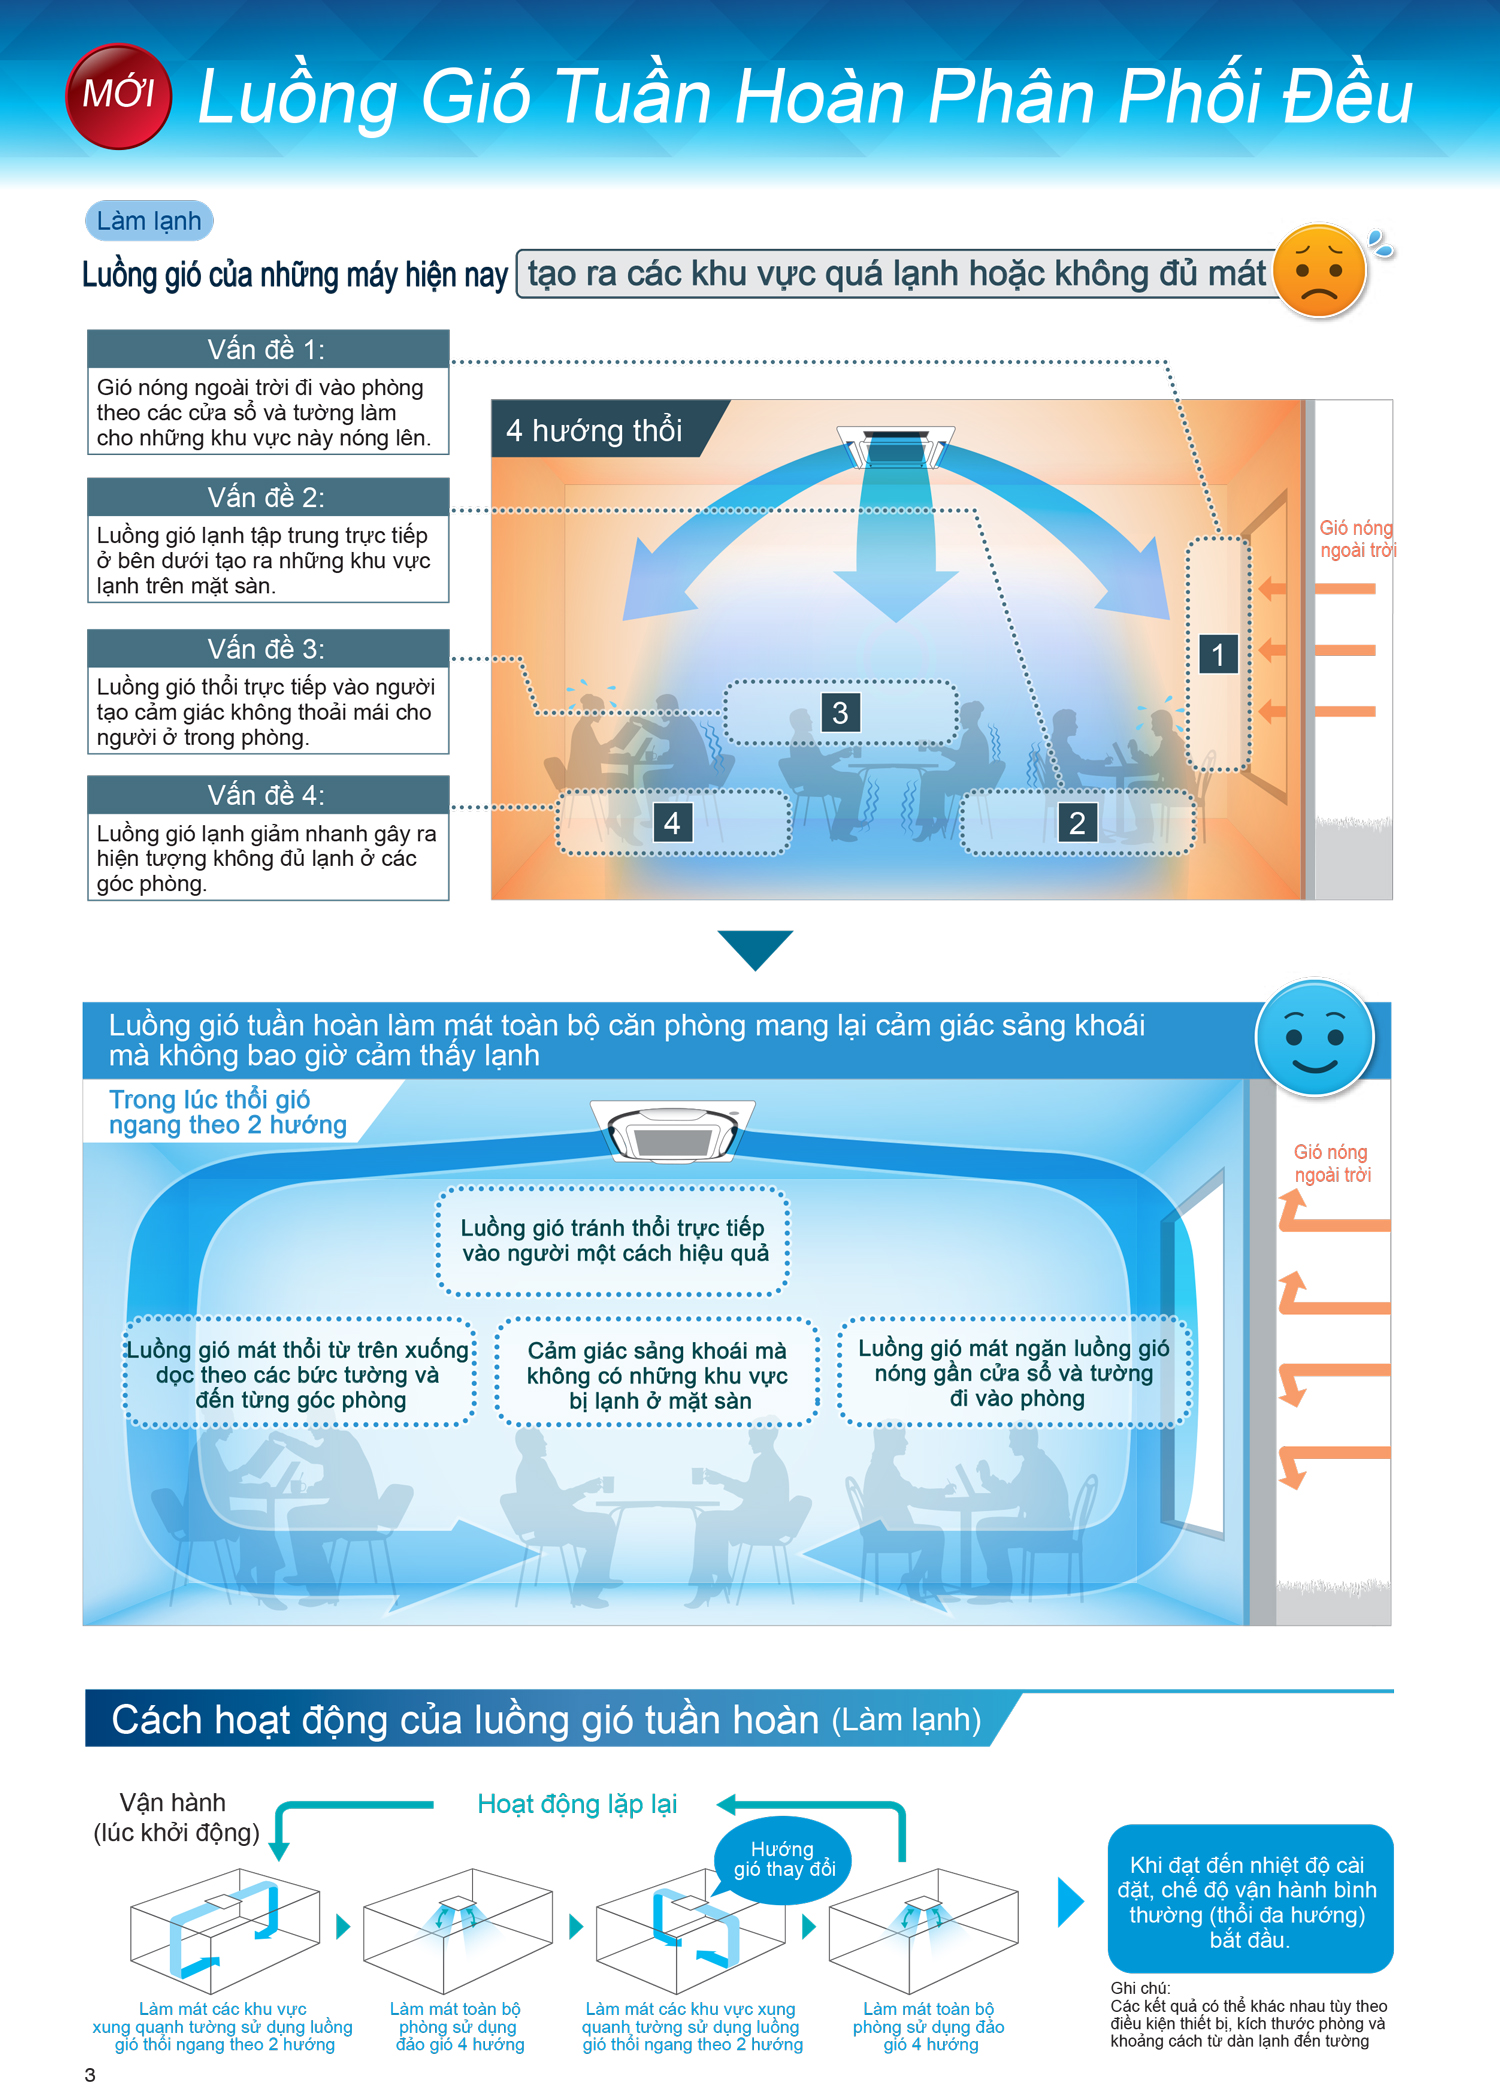 MỚI
Luồng Gió Tuần Hoàn Phân Phối Đều
Làm lạnh
Luồng gió của những máy hiện nay tạo ra các khu vực quá lạnh hoặc không đủ mát
Vấn đề 1:
Gió nóng ngoài trời đi vào phòng
theo các cửa sổ và tường làm
cho những khu vực này nóng lên.
Vấn đề 2:
Luồng gió lạnh tập trung trực tiếp
ở bên dưới tạo ra những khu vực
lạnh trên mặt sàn.
Vấn đề 3:
Luồng gió thổi trực tiếp vào người
tạo cảm giác không thoải mái cho
người ở trong phòng.
Vấn đề 4:
Luồng gió lạnh giảm nhanh gây ra
hiện tượng không đủ lạnh ở các
góc phòng.
4 hướng thổi
Gió nóng
ngoài trời
1
3
4
2
Luồng gió tuần hoàn làm mát toàn bộ căn phòng mang lại cảm giác sảng khoái
mà không bao giờ cảm thấy lạnh
Trong lúc thổi gió
ngang theo 2 hướng
Gió nóng
ngoài trời
Luồng gió tránh thổi trực tiếp
vào người một cách hiệu quả
Luồng gió mát thổi từ trên xuống
dọc theo các bức tường và
đến từng góc phòng
Cảm giác sảng khoái mà
không có những khu vực
bị lạnh ở mặt sàn
Luồng gió mát ngăn luồng gió
nóng gần cửa sổ và tường
đi vào phòng
Cách hoạt động của luồng gió tuần hoàn (Làm lạnh)
Vận hành
(lúc khởi động)
Hoạt động lặp lại
Hướng
gió thay đổi
Làm mát các khu vực
xung quanh tường sử dụng luồng
gió thổi ngang theo 2 hướng
Làm mát toàn bộ
phòng sử dụng
đảo gió 4 hướng
Làm mát các khu vực xung
quanh tường sử dụng luồng
gió thổi ngang theo 2 hướng
Làm mát toàn bộ
phòng sử dụng đảo
gió 4 hướng
Khi đạt đến nhiệt độ cài
đặt, chế độ vận hành bình
thường (thổi đa hướng)
bắt đầu.
Ghi chú:
Các kết quả có thể khác nhau tùy theo
điều kiện thiết bị, kích thước phòng và
khoảng cách từ dàn lạnh đến tường
3